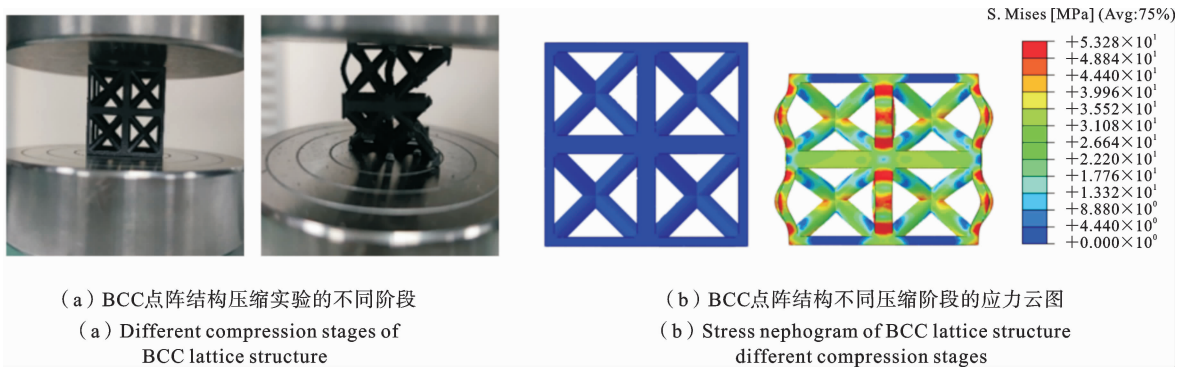 S. Mises [MPa] (Avg:75%)
+5.328×10¹
+4.884×10¹
+4.440×10¹
+3.996×10¹
+3.552×10¹
+3.108×10¹
+2.664×10¹
+2.220×10¹
+1.776×10¹
+1.332×10¹
+8.880×10⁰
+4.440×10⁰
+0.000×10⁰
（a）BCC点阵结构压缩实验的不同阶段
（a）Different compression stages of
BCC lattice structure
（b）BCC点阵结构不同压缩阶段的应力云图
（b）Stress nephogram of BCC lattice structure
different compression stages